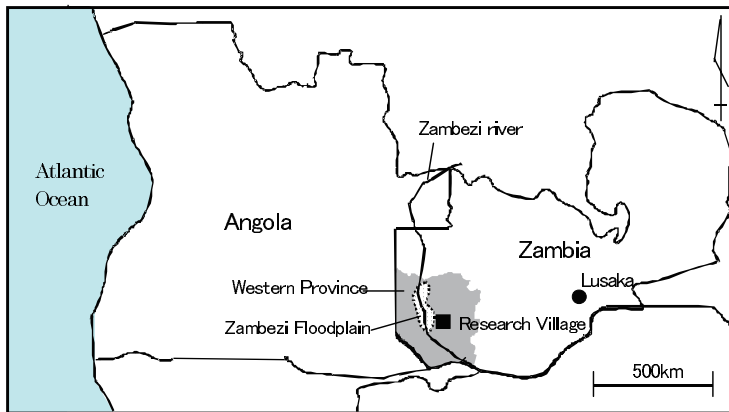 Zambezi river
Atlantic
Ocean
Angola
Zambia
Western Province
Lusaka
Zambezi Floodplain
Research Village
500km